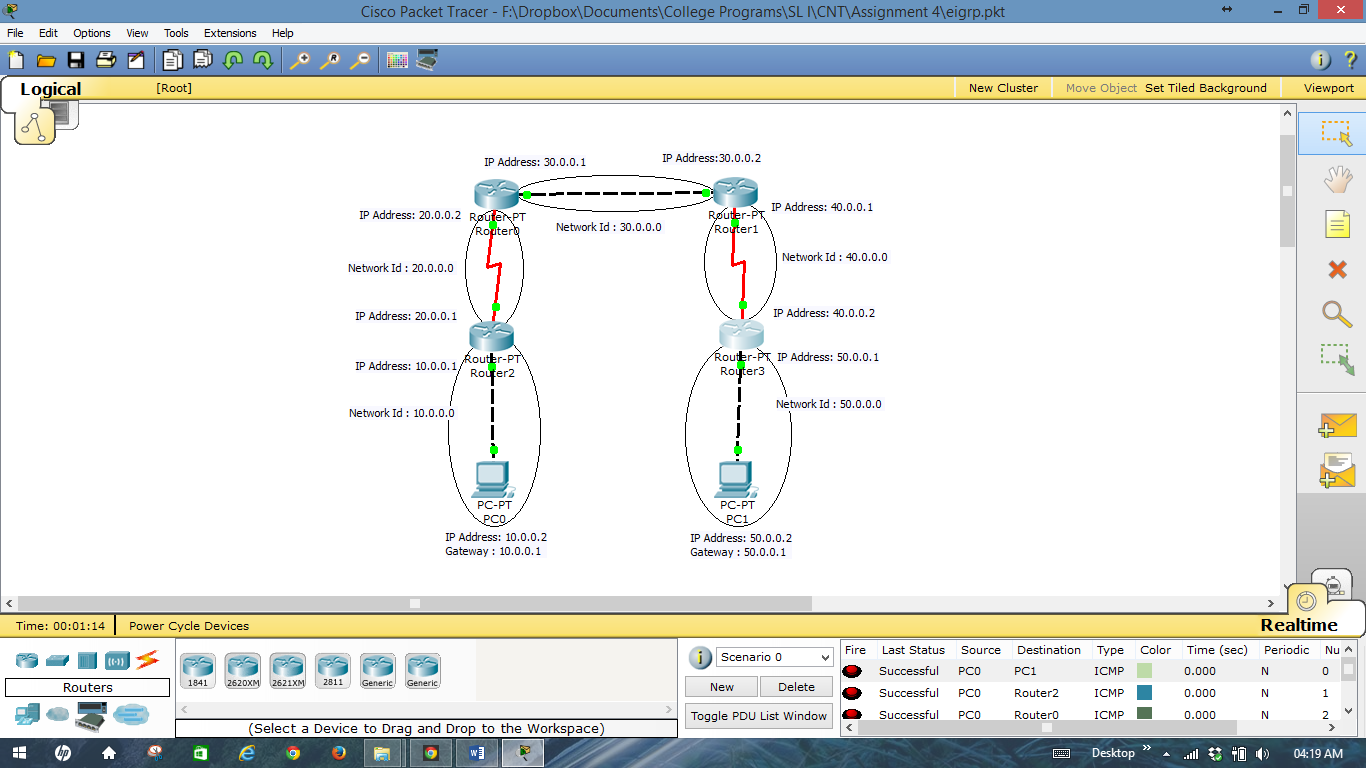 Cisco Packet Tracer - F:\Dropbox\Documents\College Programs\SL I\CNT\Assignment 4\eigrp.pkt
File Edit Options View Tools Extensions Help
Logical [Root] New Cluster Move Object Set Tiled Background Viewport
IP Address: 30.0.0.1 IP Address:30.0.0.2
IP Address: 20.0.0.2 Router-PT Router-PT IP Address: 40.0.0.1
Router0 Network Id : 30.0.0.0 Router1
Network Id : 20.0.0.0 Network Id : 40.0.0.0
IP Address: 20.0.0.1 IP Address: 40.0.0.2
Router-PT Router-PT IP Address: 50.0.0.1
IP Address: 10.0.0.1 Router2 Router3
Network Id : 10.0.0.0 Network Id : 50.0.0.0
PC-PT PC-PT
PC0 PC1
IP Address: 10.0.0.2 IP Address: 50.0.0.2
Gateway : 10.0.0.1 Gateway : 50.0.0.1
Time: 00:01:14 Power Cycle Devices Realtime
Routers
1841 2620XM 2621XM 2811 Generic Generic
(Select a Device to Drag and Drop to the Workspace)
Scenario 0
New Delete
Toggle PDU List Window
Fire Last Status Source Destination Type Color Time (sec) Periodic Nu
Successful PC0 PC1 ICMP 0.000 N 0
Successful PC0 Router2 ICMP 0.000 N 1
Successful PC0 Router0 ICMP 0.000 N 2
Desktop 04:19 AM